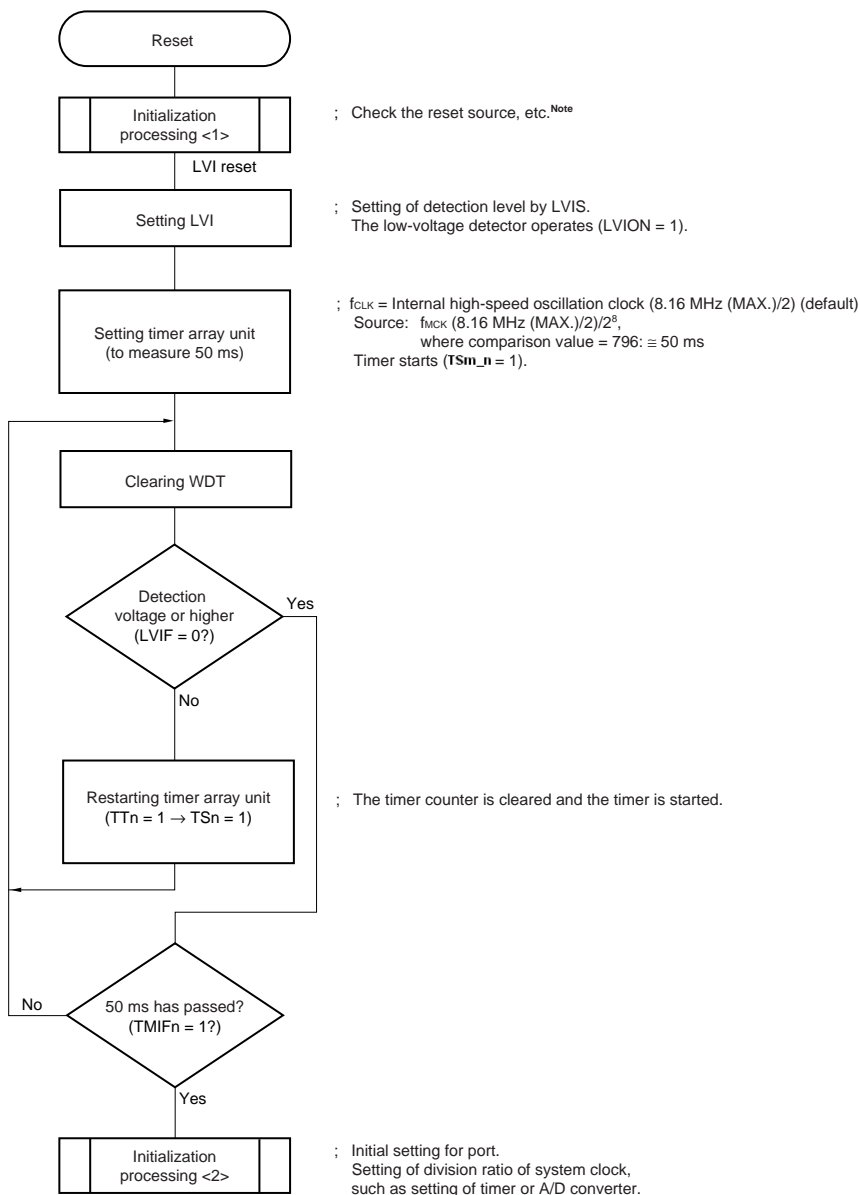 Reset
Initialization
processing <1>
; Check the reset source, etc.Note
LVI reset
Setting LVI
; Setting of detection level by LVIS.
The low-voltage detector operates (LVION = 1).
Setting timer array unit
(to measure 50 ms)
; fCLK = Internal high-speed oscillation clock (8.16 MHz (MAX.)/2) (default)
Source: fMCK (8.16 MHz (MAX.)/2)/2⁸,
where comparison value = 796: ≅ 50 ms
Timer starts (TSm_n = 1).
Clearing WDT
Detection
voltage or higher
(LVIF = 0?)
Yes
No
Restarting timer array unit
(TTn = 1 → TSn = 1)
; The timer counter is cleared and the timer is started.
No
50 ms has passed?
(TMIFn = 1?)
Yes
Initialization
processing <2>
; Initial setting for port.
Setting of division ratio of system clock,
such as setting of timer or A/D converter.